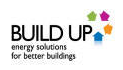 BUILD UP
energy solutions
for better buildings